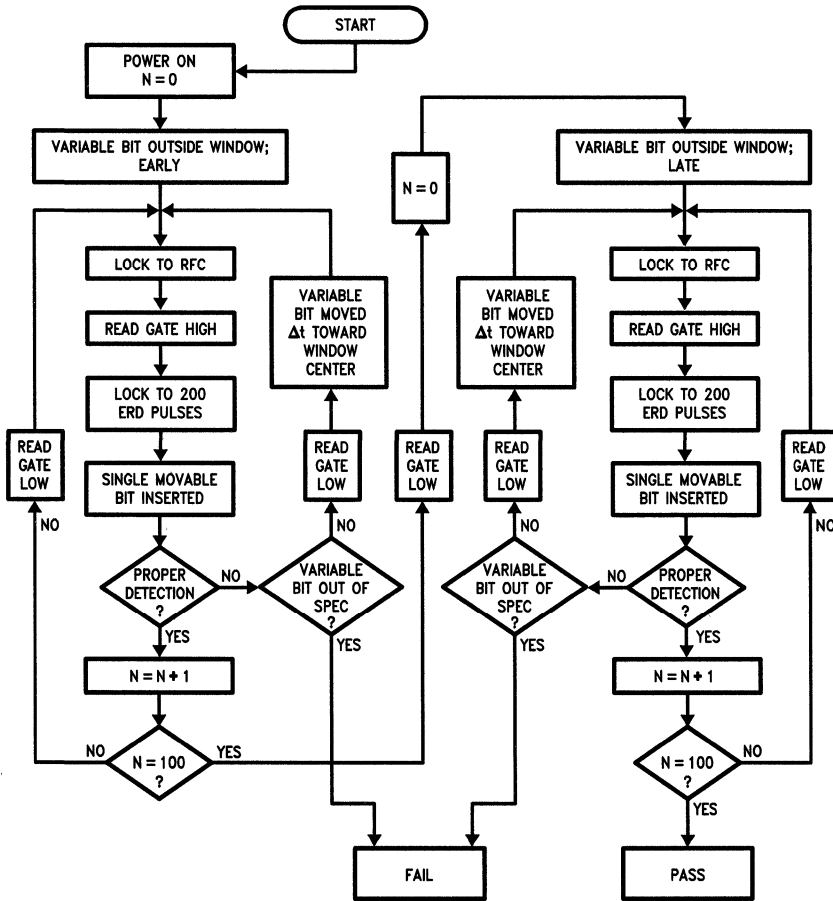 START
POWER ON
N = 0
VARIABLE BIT OUTSIDE WINDOW;
EARLY
LOCK TO RFC
READ GATE HIGH
LOCK TO 200
ERD PULSES
SINGLE MOVABLE
BIT INSERTED
PROPER
DETECTION
?
NO
YES
N = N + 1
N = 100
?
NO
YES
READ
GATE
LOW
NO
VARIABLE
BIT MOVED
Δt TOWARD
WINDOW
CENTER
READ
GATE
LOW
NO
VARIABLE
BIT OUT OF
SPEC
?
YES
READ
GATE
LOW
N = 0
VARIABLE BIT OUTSIDE WINDOW;
LATE
LOCK TO RFC
READ GATE HIGH
LOCK TO 200
ERD PULSES
SINGLE MOVABLE
BIT INSERTED
PROPER
DETECTION
?
NO
YES
N = N + 1
N = 100
?
NO
YES
READ
GATE
LOW
NO
VARIABLE
BIT MOVED
Δt TOWARD
WINDOW
CENTER
READ
GATE
LOW
NO
VARIABLE
BIT OUT OF
SPEC
?
YES
FAIL
PASS